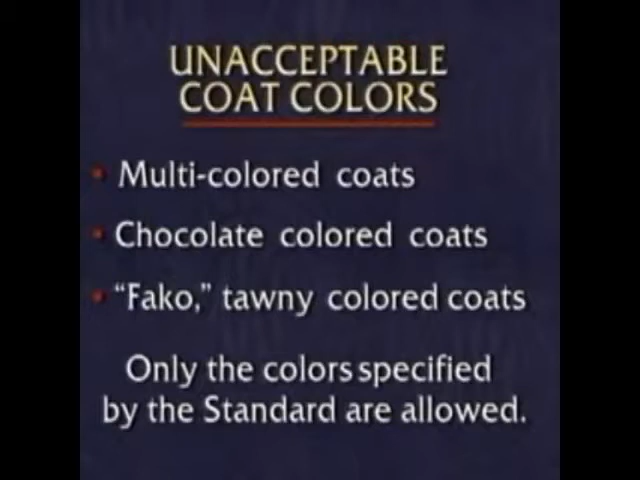 UNACCEPTABLE
COAT COLORS
• Multi-colored coats
• Chocolate colored coats
• “Fako,” tawny colored coats
Only the colors specified
by the Standard are allowed.